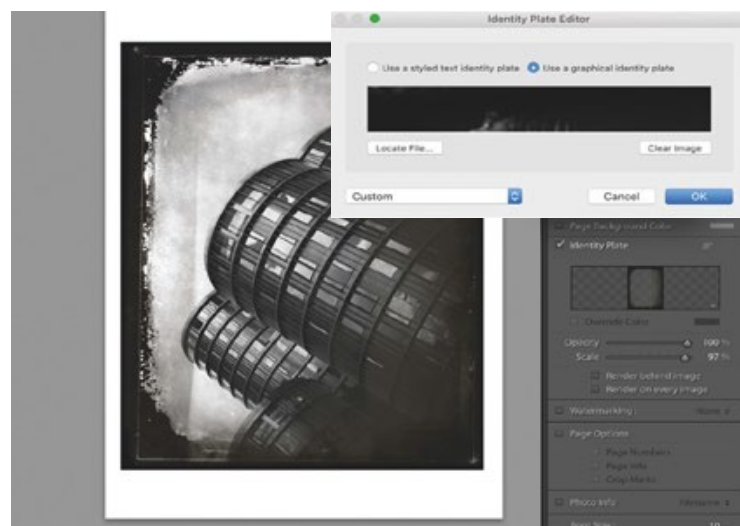 Identity Plate Editor
Use a styled text identity plate Use a graphical identity plate
Locate File... Clear Image
Custom Cancel OK
Page Background Color
Identity Plate
Override Color
Opacity 100 %
Scale 97 %
Render behind image
Render on every image
Watermarking: None
Page Options
Page Numbers
Page Info
Crop Marks
Photo Info Filename